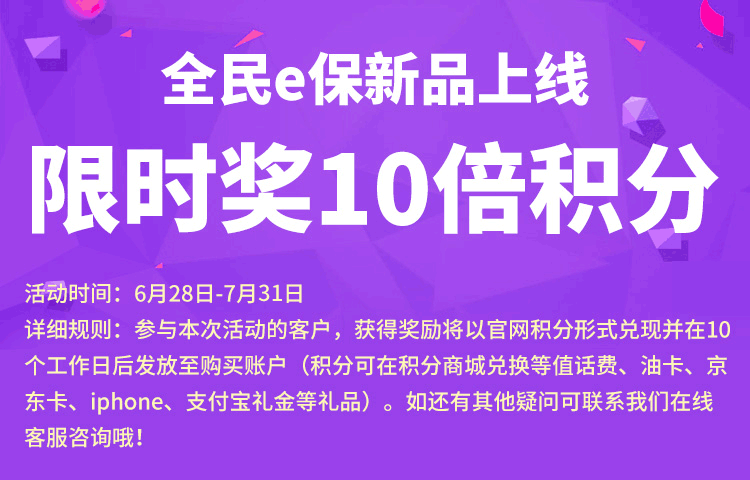 全民e保新品上线
限时奖10倍积分
活动时间：6月28日-7月31日
详细规则：参与本次活动的客户，获得奖励将以官网积分形式兑现并在10
个工作日后发放至购买账户（积分可在积分商城兑换等值话费、油卡、京
东卡、iphone、支付宝礼金等礼品）。如还有其他疑问可联系我们在线
客服咨询哦！